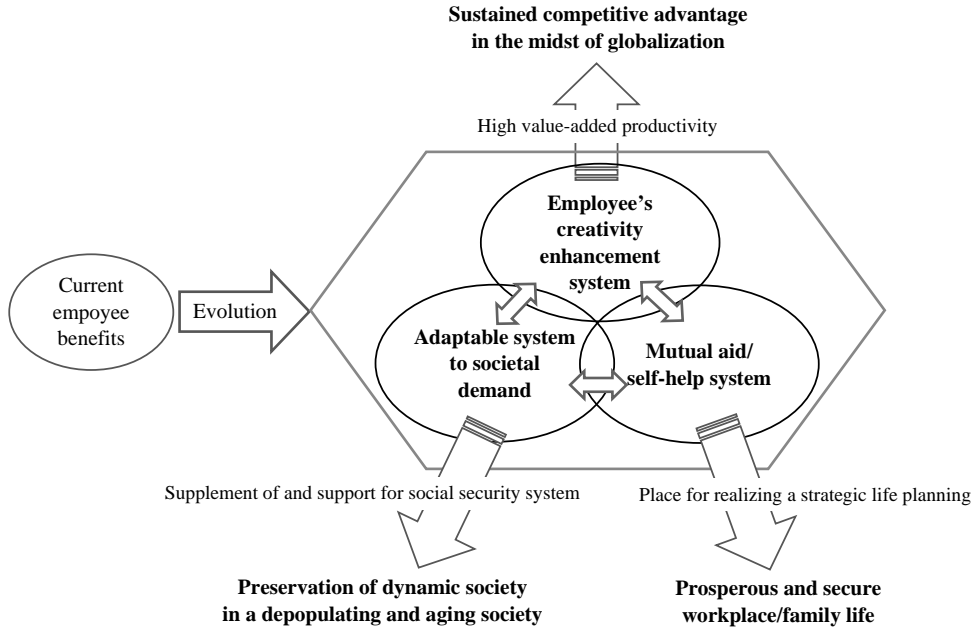 Sustained competitive advantage
in the midst of globalization
High value-added productivity
Employee’s
creativity
enhancement
system
Current
empoyee
benefits
Evolution
Adaptable system
to societal
demand
Mutual aid/
self-help system
Supplement of and support for social security system
Place for realizing a strategic life planning
Preservation of dynamic society
in a depopulating and aging society
Prosperous and secure
workplace/family life